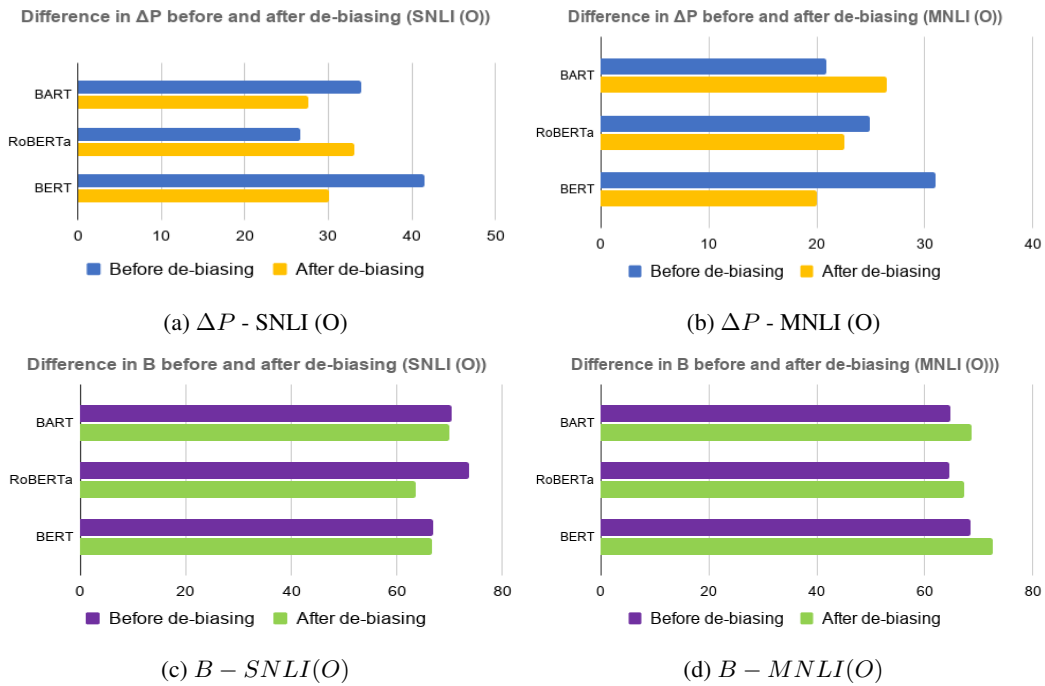 Difference in ΔP before and after de-biasing (SNLI (O))
BART
RoBERTa
BERT
0 10 20 30 40 50
Before de-biasing After de-biasing
(a) ΔP - SNLI (O)
Difference in ΔP before and after de-biasing (MNLI (O))
BART
RoBERTa
BERT
0 10 20 30 40
Before de-biasing After de-biasing
(b) ΔP - MNLI (O)
Difference in B before and after de-biasing (SNLI (O))
BART
RoBERTa
BERT
0 20 40 60 80
Before de-biasing After de-biasing
(c) B − SNLI(O)
Difference in B before and after de-biasing (MNLI (O)))
BART
RoBERTa
BERT
0 20 40 60 80
Before de-biasing After de-biasing
(d) B − MNLI(O)